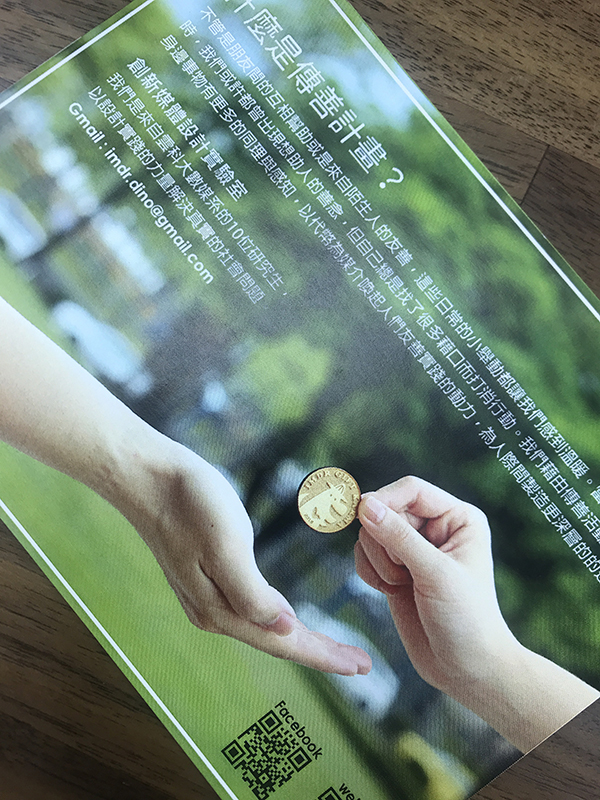 什麼是傳善計畫？
不管是朋友間的互相幫助或是來自陌生人的友善，這些日常的小舉動都讓我們感到溫暖。
時，我們或許都曾出現想助人的善念，但自己總是找了很多藉口而打消行動。我們藉由傳善活動
身邊事物有更多的同理與感知，以代幣為媒介喚起人們友善實踐的動力，為人際間製造更深層的的
創新媒體設計實驗室
我們是來自雲科大數媒系的10位研究生，
以設計實踐的力量解決真實的社會問題
Gmail : imdr.dino@gmail.com
Facebook